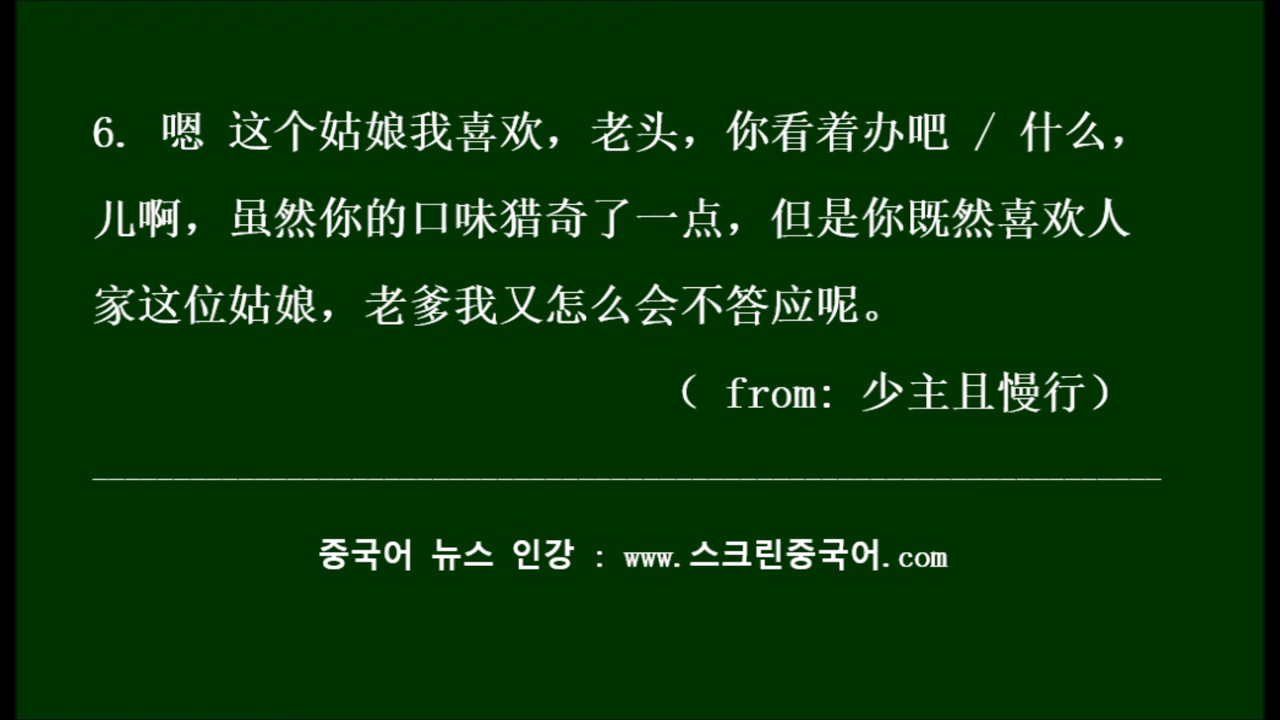 6. 嗯 这个姑娘我喜欢，老头，你看着办吧 / 什么，
儿啊，虽然你的口味猎奇了一点，但是你既然喜欢人
家这位姑娘，老爹我又怎么会不答应呢。
（ from: 少主且慢行）
중국어 뉴스 인강 : www.스크린중국어.com